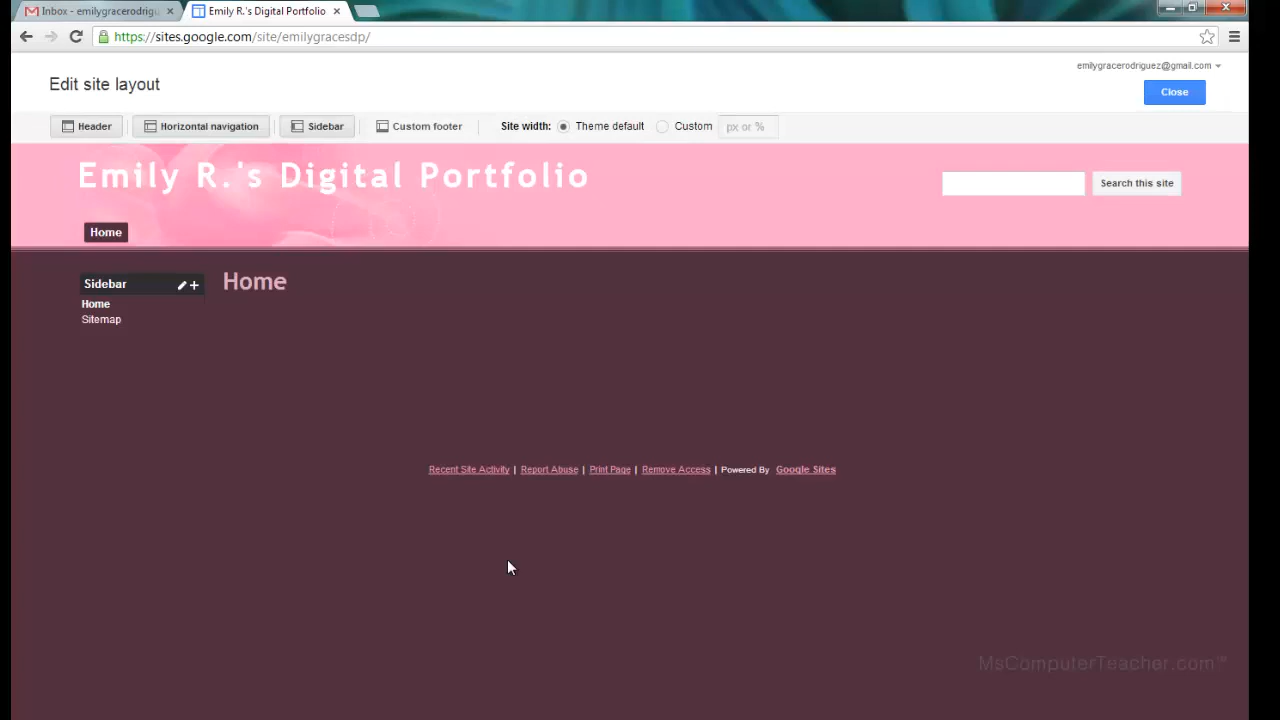 Inbox - emilygracerodrigu
Emily R.'s Digital Portfolio
https://sites.google.com/site/emilygracesdp/
emilygracerodriguez@gmail.com
Edit site layout
Close
Header
Horizontal navigation
Sidebar
Custom footer
Site width:
Theme default
Custom
px or %
Emily R.'s Digital Portfolio
Search this site
Home
Sidebar
Home
Home
Sitemap
Recent Site Activity | Report Abuse | Print Page | Remove Access | Powered By Google Sites
MsComputerTeacher.com™